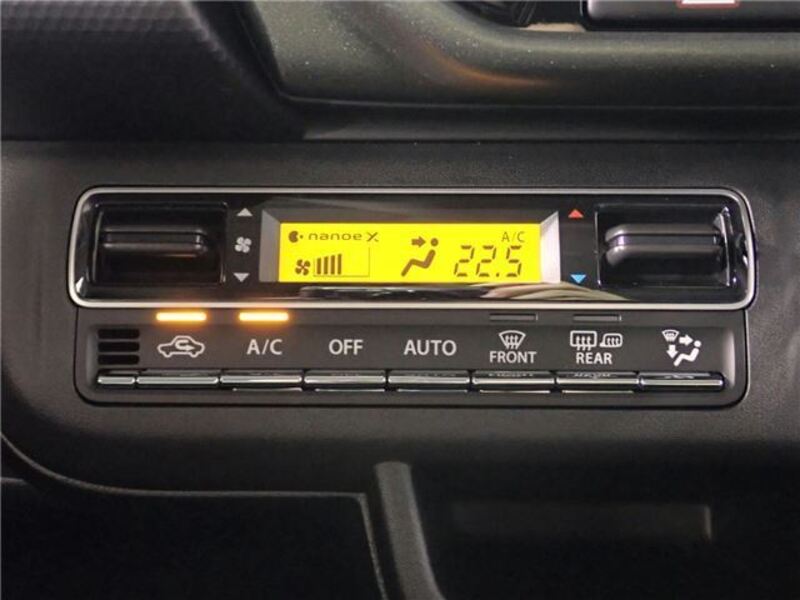 nanoe X
A/C
22.5
A/C
OFF
AUTO
FRONT
REAR